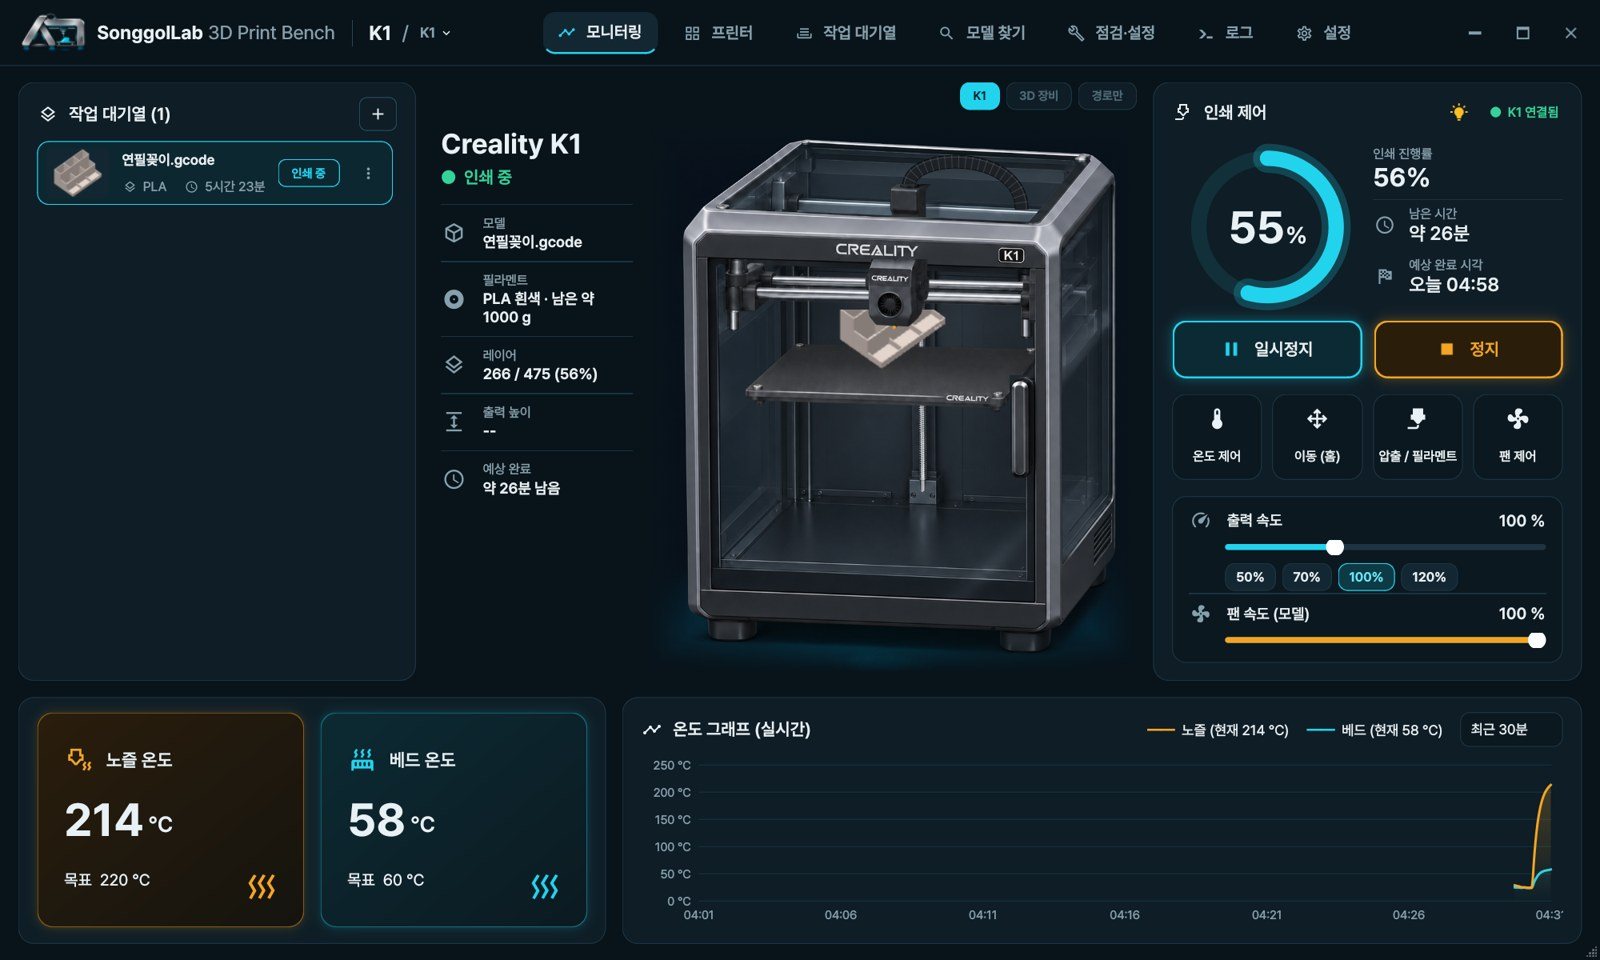 SonggolLab 3D Print Bench
K1 / K1
모니터링
프린터
작업 대기열
모델 찾기
점검·설정
로그
설정
작업 대기열 (1)
연필꽂이.gcode
PLA 5시간 23분
인쇄 중
K1
3D 장비
경로만
Creality K1
인쇄 중
모델
연필꽂이.gcode
필라멘트
PLA 흰색 · 남은 약
1000 g
레이어
266 / 475 (56%)
출력 높이
--
예상 완료
약 26분 남음
CREALITY
K1
CREALITY
CREALITY
인쇄 제어
K1 연결됨
55%
인쇄 진행률
56%
남은 시간
약 26분
예상 완료 시각
오늘 04:58
일시정지
정지
온도 제어
이동 (홈)
압출 / 필라멘트
팬 제어
출력 속도
100 %
50%
70%
100%
120%
팬 속도 (모델)
100 %
노즐 온도
214 °C
목표 220 °C
베드 온도
58 °C
목표 60 °C
온도 그래프 (실시간)
노즐 (현재 214 °C)
베드 (현재 58 °C)
최근 30분
250 °C
200 °C
150 °C
100 °C
50 °C
0 °C
04:01
04:06
04:11
04:16
04:21
04:26
04:3